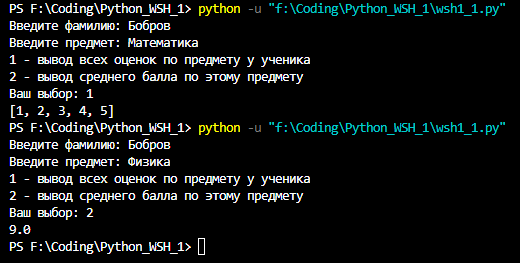 PS F:\Coding\Python_WSH_1> python -u "f:\Coding\Python_WSH_1\wsh1_1.py"
Введите фамилию: Бобров
Введите предмет: Математика
1 - вывод всех оценок по предмету у ученика
2 - вывод среднего балла по этому предмету
Ваш выбор: 1
[1, 2, 3, 4, 5]
PS F:\Coding\Python_WSH_1> python -u "f:\Coding\Python_WSH_1\wsh1_1.py"
Введите фамилию: Бобров
Введите предмет: Физика
1 - вывод всех оценок по предмету у ученика
2 - вывод среднего балла по этому предмету
Ваш выбор: 2
9.0
PS F:\Coding\Python_WSH_1>